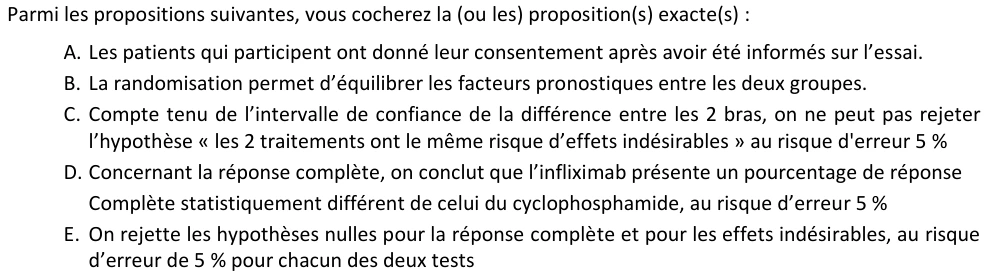 Parmi les propositions suivantes, vous cocherez la (ou les) proposition(s) exacte(s) :
A. Les patients qui participent ont donné leur consentement après avoir été informés sur l’essai.
B. La randomisation permet d’équilibrer les facteurs pronostiques entre les deux groupes.
C. Compte tenu de l’intervalle de confiance de la différence entre les 2 bras, on ne peut pas rejeter
l’hypothèse « les 2 traitements ont le même risque d’effets indésirables » au risque d'erreur 5 %
D. Concernant la réponse complète, on conclut que l’infliximab présente un pourcentage de réponse
Complète statistiquement différent de celui du cyclophosphamide, au risque d’erreur 5 %
E. On rejette les hypothèses nulles pour la réponse complète et pour les effets indésirables, au risque
d’erreur de 5 % pour chacun des deux tests